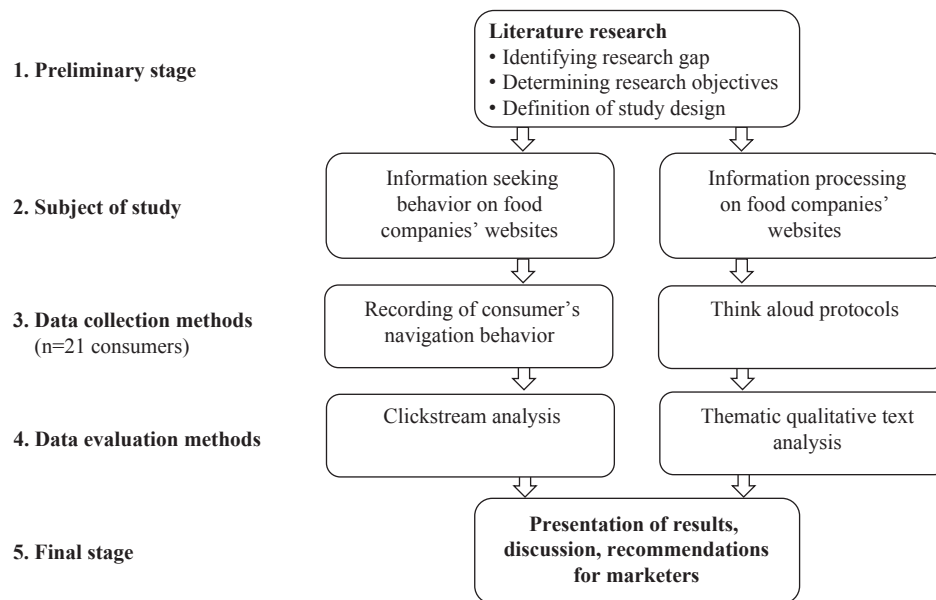 Literature research
• Identifying research gap
1. Preliminary stage
• Determining research objectives
• Definition of study design
Information seeking
behavior on food
companies' websites
Information processing
on food companies'
websites
2. Subject of study
3. Data collection methods
(n=21 consumers)
Recording of consumer's
navigation behavior
Think aloud protocols
4. Data evaluation methods
Clickstream analysis
Thematic qualitative text
analysis
5. Final stage
Presentation of results,
discussion, recommendations
for marketers